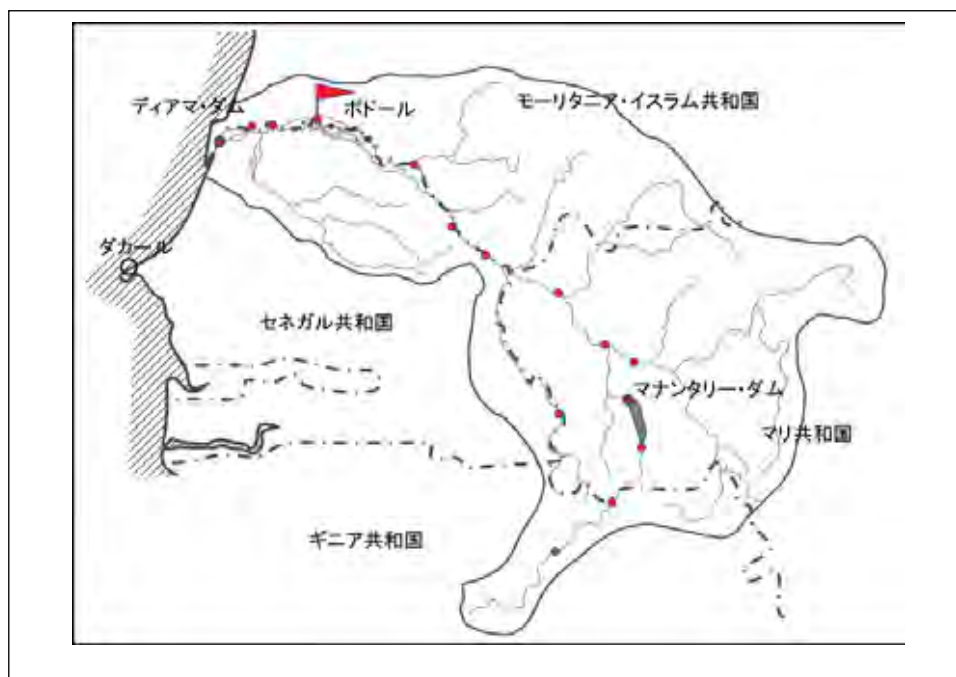 ディアマ・ダム
ポドール
モーリタニア・イスラム共和国
ダカール
セネガル共和国
マナンタリー・ダム
マリ共和国
ギニア共和国